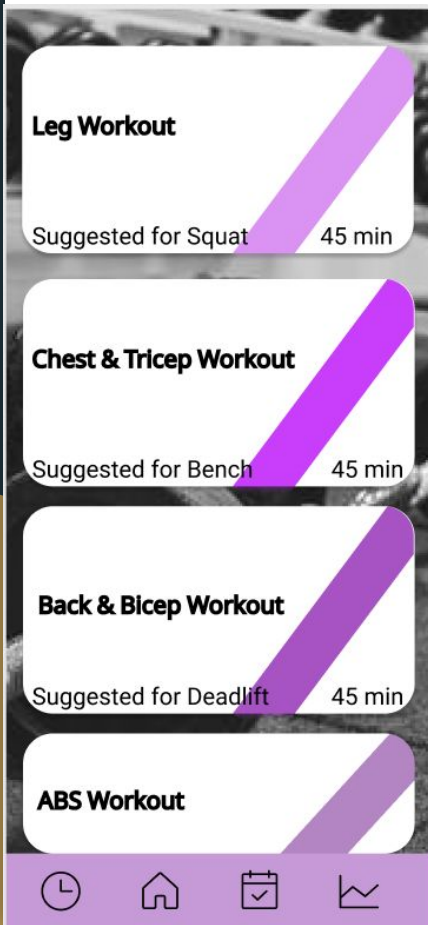 Leg Workout
Suggested for Squat 45 min
Chest & Tricep Workout
Suggested for Bench 45 min
Back & Bicep Workout
Suggested for Deadlift 45 min
ABS Workout